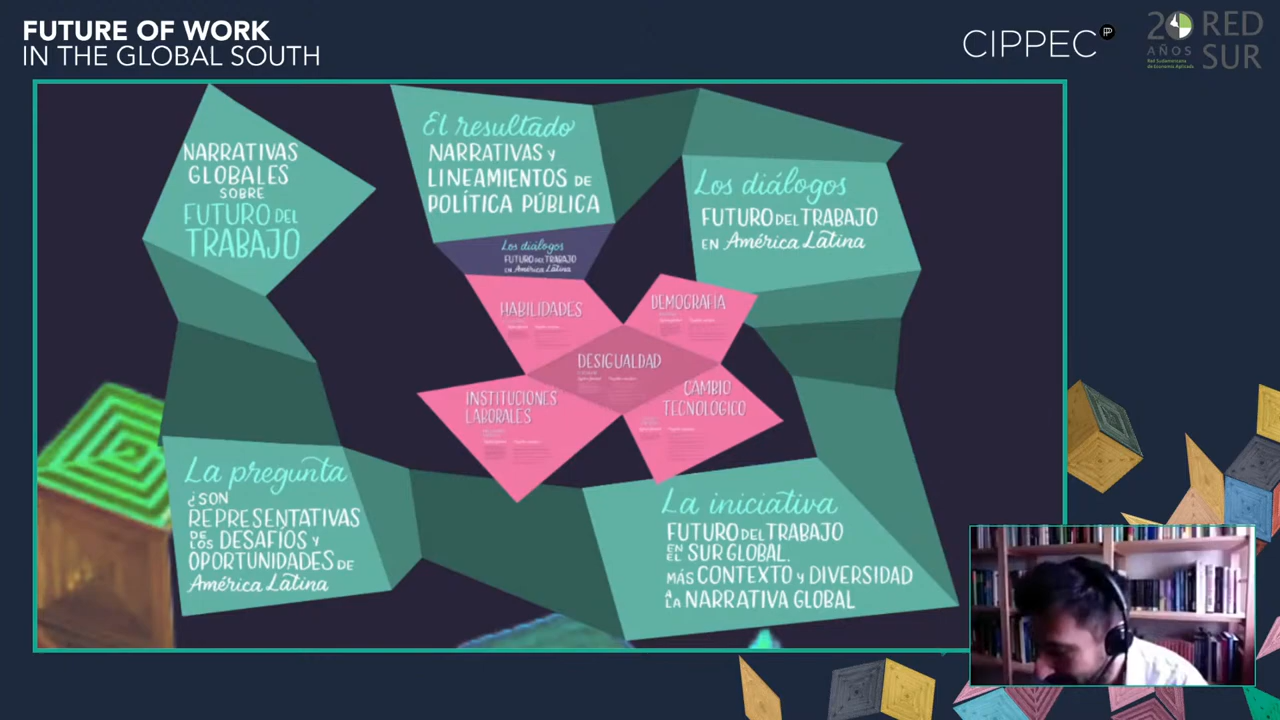 FUTURE OF WORK
IN THE GLOBAL SOUTH
CIPPEC
PP
20 RED
AÑOS SUR
NARRATIVAS
GLOBALES
SOBRE
FUTURO DEL
TRABAJO
El resultado
NARRATIVAS Y
LINEAMIENTOS DE
POLÍTICA PÚBLICA
Los diálogos
FUTURO DEL TRABAJO
EN América Latina
Los diálogos
FUTURO DEL TRABAJO
EN América Latina
HABILIDADES
DEMOGRAFÍA
DESIGUALDAD
INSTITUCIONES
LABORALES
CAMBIO
TECNOLÓGICO
La pregunta
¿SON
REPRESENTATIVAS
DE LOS DESAFÍOS Y
OPORTUNIDADES DE
América Latina
La iniciativa
FUTURO DEL TRABAJO
EN EL SUR GLOBAL.
MÁS CONTEXTO Y DIVERSIDAD
A LA NARRATIVA GLOBAL